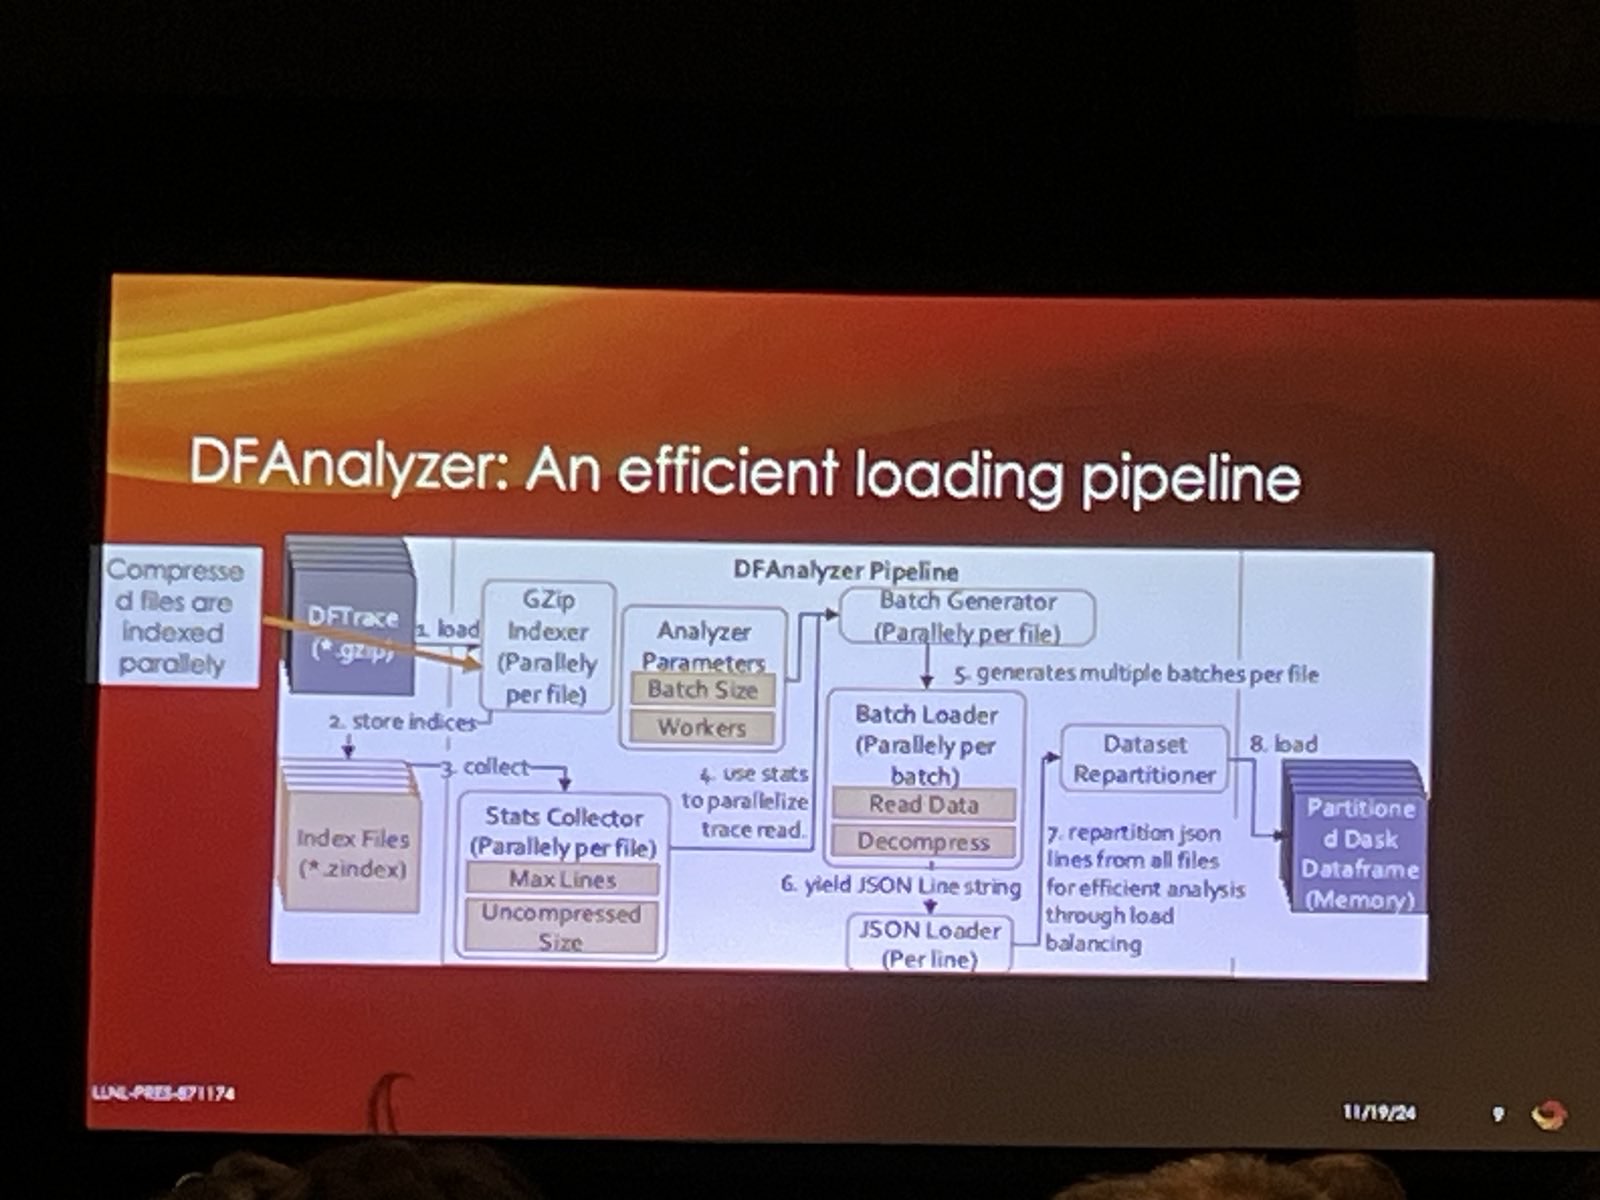 DFAnalyzer: An efficient loading pipeline
Compresse
d files are
indexed
parallely
DFTrace
(*.gzip)
1. load
DFAnalyzer Pipeline
GZip
Indexer
(Parallely
per file)
2. store indices
Index Files
(*.zindex)
3. collect
Stats Collector
(Parallely per file)
Max Lines
Uncompressed
Size
Analyzer
Parameters
Batch Size
Workers
4. use stats
to parallelize
trace read.
Batch Generator
(Parallely per file)
5. generates multiple batches per file
Batch Loader
(Parallely per
batch)
Read Data
Decompress
6. yield JSON Line string
JSON Loader
(Per line)
7. repartition json
lines from all files
for efficient analysis
through load
balancing
Dataset
Repartitioner
8. load
Partitione
d Dask
Dataframe
(Memory)
LLNL-PRES-871174
11/19/24
9